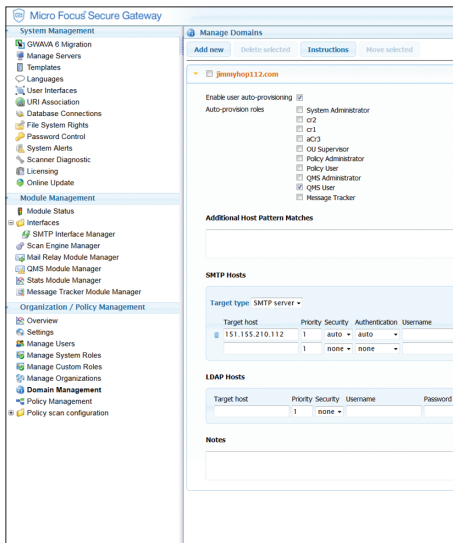 Micro Focus Secure Gateway
System Management
GWAVA 6 Migration
Manage Servers
Templates
Languages
User Interfaces
URI Association
Database Connections
File System Rights
Password Control
System Alerts
Scanner Diagnostic
Licensing
Online Update
Module Management
Module Status
Interfaces
SMTP Interface Manager
Scan Engine Manager
Mail Relay Module Manager
QMS Module Manager
Stats Module Manager
Message Tracker Module Manager
Organization / Policy Management
Overview
Settings
Manage Users
Manage System Roles
Manage Custom Roles
Manage Organizations
Domain Management
Policy Management
Policy scan configuration
Manage Domains
Add new Delete selected Instructions Move selected
jimmyhop112.com
Enable user auto-provisioning
Auto-provision roles
System Administrator
cr2
cr1
aCr3
OU Supervisor
Policy Administrator
Policy User
QMS Administrator
QMS User
Message Tracker
Additional Host Pattern Matches
SMTP Hosts
Target type SMTP server
Target host Priority Security Authentication Username
151.155.210.112 1 auto auto
1 none none
LDAP Hosts
Target host Priority Security Username Password
1 none
Notes